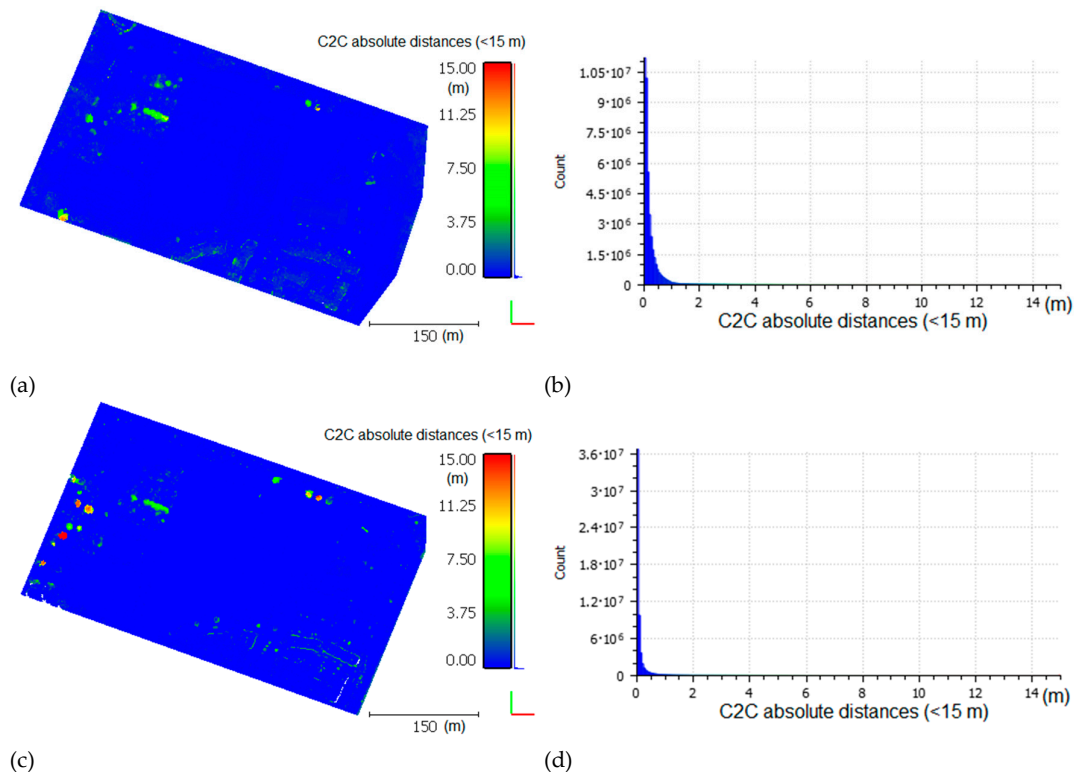 C2C absolute distances (<15 m)
15.00
(m)
11.25
7.50
3.75
0.00
150 (m)
(a)
1.05·10⁷
9·10⁶
7.5·10⁶
6·10⁶
4.5·10⁶
3·10⁶
1.5·10⁶
0
Count
0 2 4 6 8 10 12 14 (m)
C2C absolute distances (<15 m)
(b)
C2C absolute distances (<15 m)
15.00
(m)
11.25
7.50
3.75
0.00
150 (m)
(c)
3.6·10⁷
3·10⁷
2.4·10⁷
1.8·10⁷
1.2·10⁷
6·10⁶
0
Count
0 2 4 6 8 10 12 14 (m)
C2C absolute distances (<15 m)
(d)